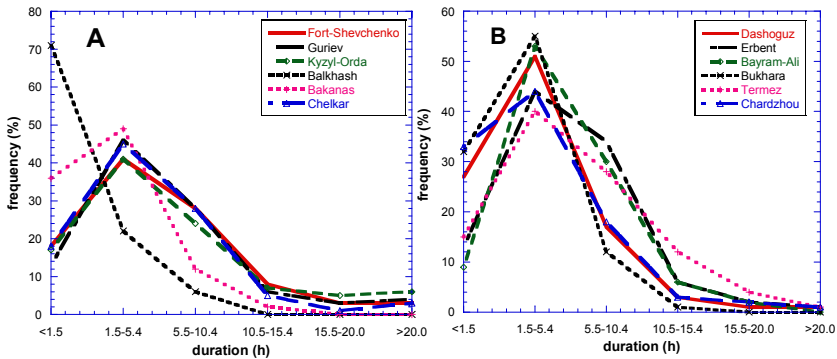 A
Fort-Shevchenko
Guriev
Kyzyl-Orda
Balkhash
Bakanas
Chelkar
frequency (%)
80
70
60
50
40
30
20
10
0
<1.5
1.5-5.4
5.5-10.4
10.5-15.4
15.5-20.0
>20.0
duration (h)
B
Dashoguz
Erbent
Bayram-Ali
Bukhara
Termez
Chardzhou
frequency (%)
60
50
40
30
20
10
0
<1.5
1.5-5.4
5.5-10.4
10.5-15.4
15.5-20.0
>20.0
duration (h)